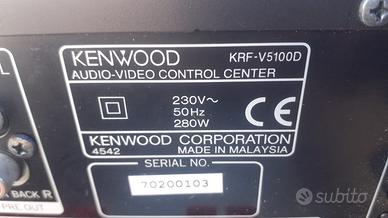 KENWOOD KRF-V5100D
AUDIO-VIDEO CONTROL CENTER
230V~
50Hz
280W
CE
KENWOOD CORPORATION
4542 MADE IN MALAYSIA
SERIAL NO.
70200103
L
BACK R
PRE OUT
subito